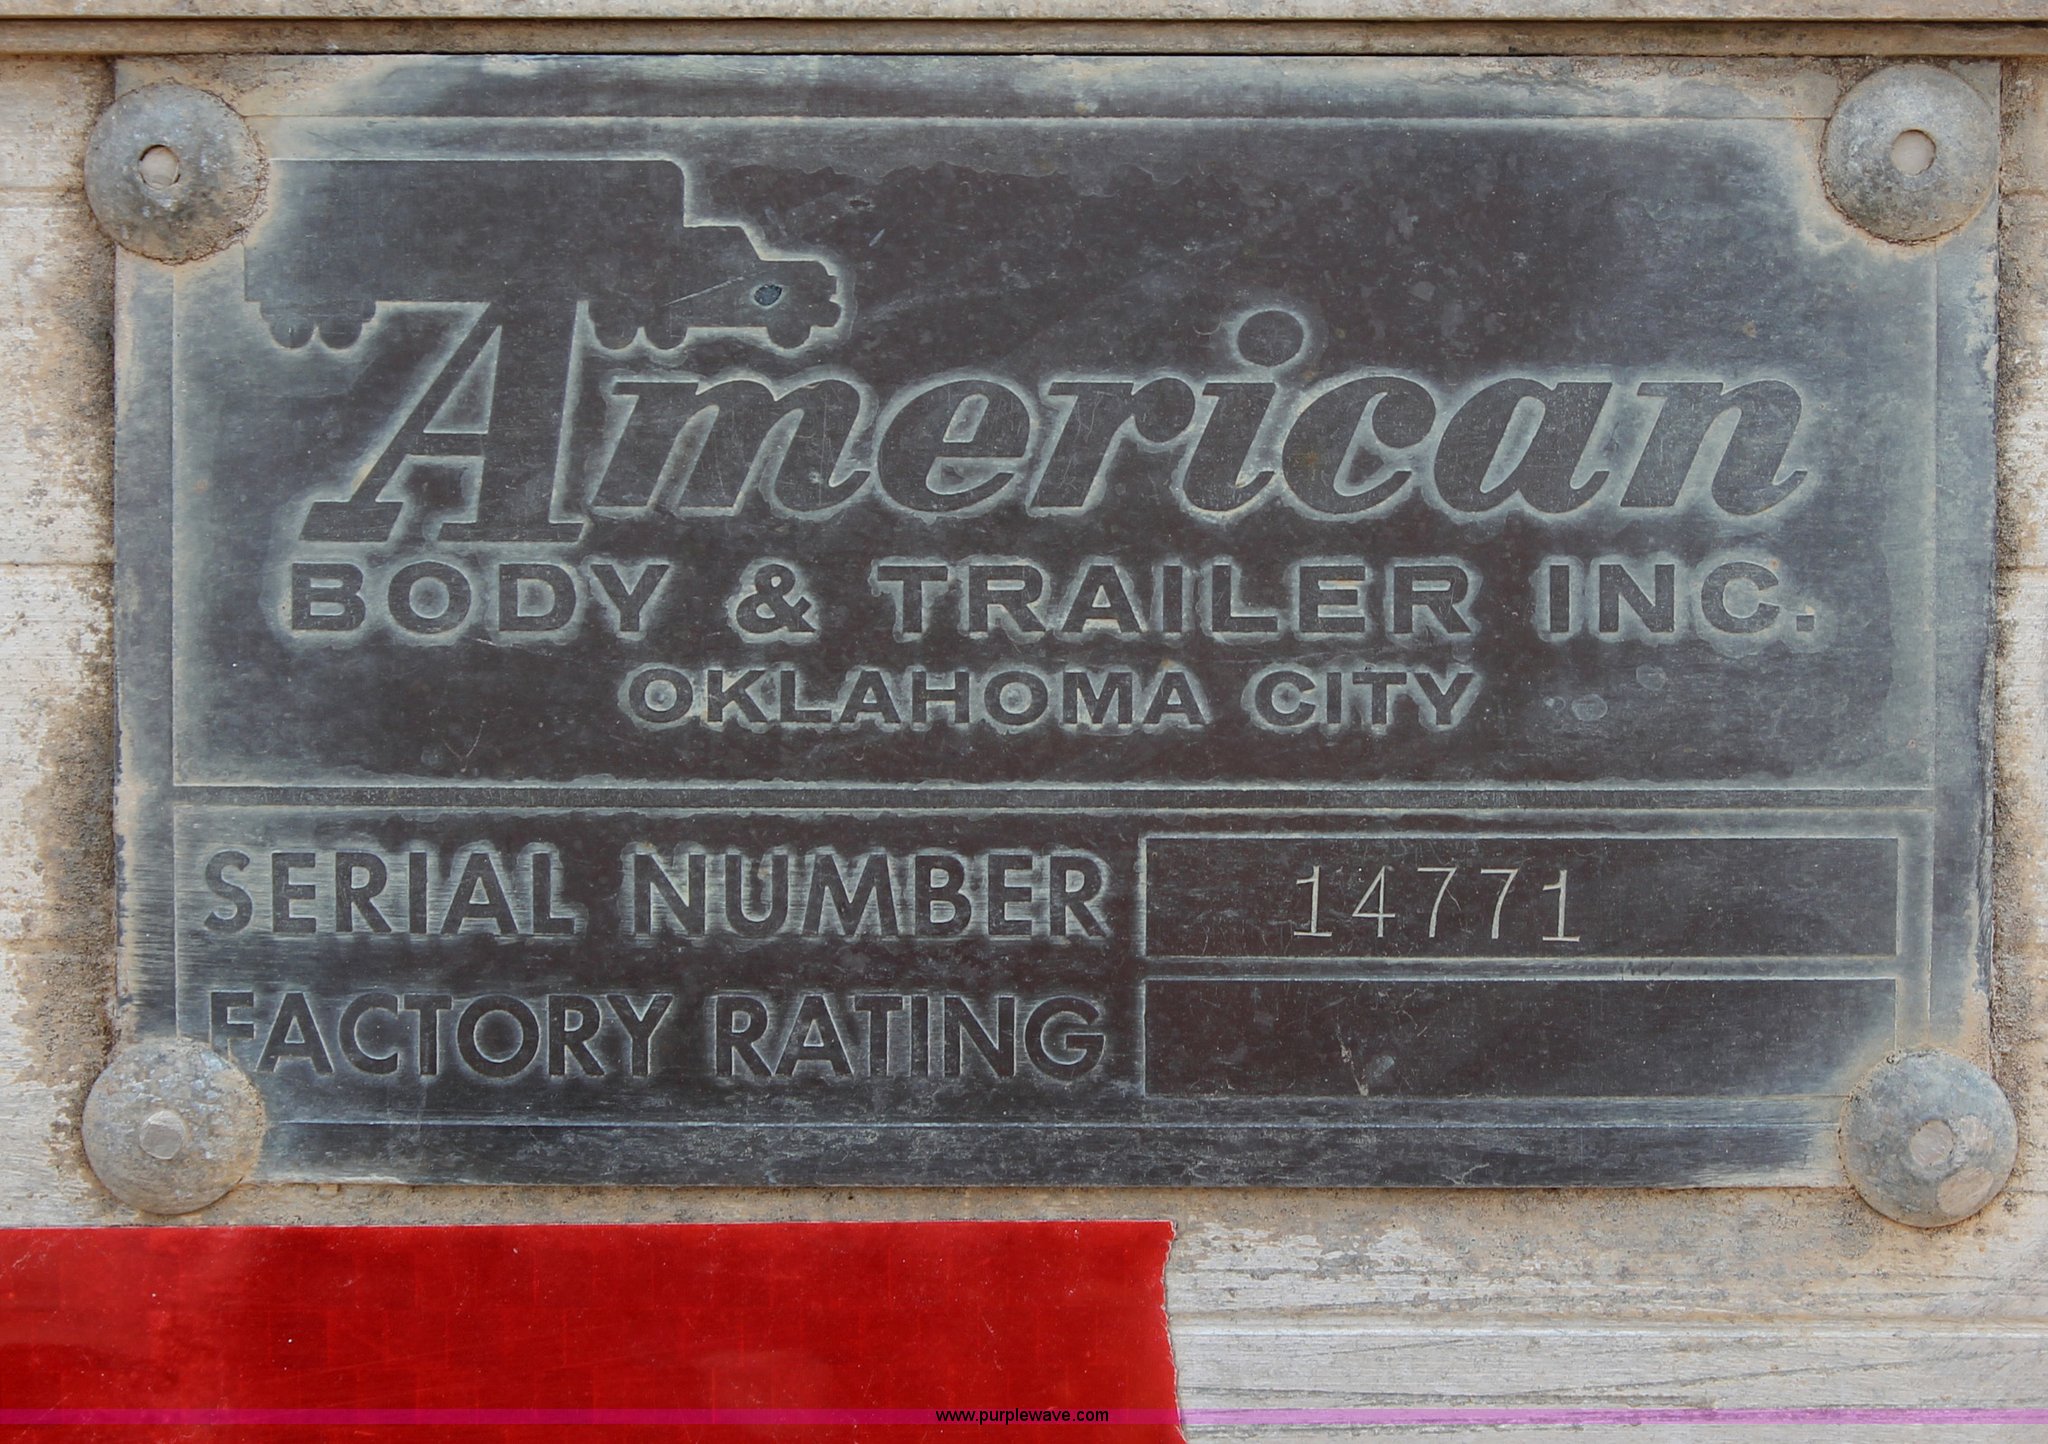 American
BODY & TRAILER INC.
OKLAHOMA CITY
SERIAL NUMBER 14771
FACTORY RATING
www.purplewave.com